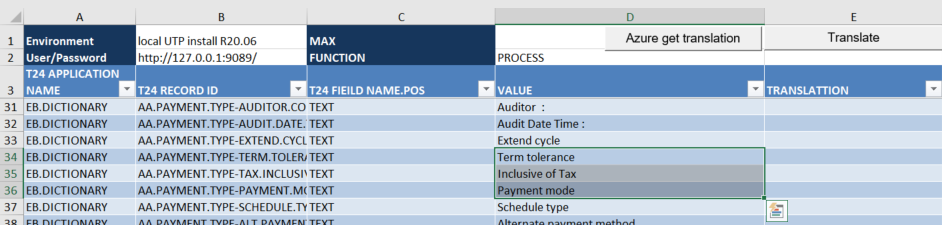 A B C D E
1 Environment local UTP install R20.06 MAX Azure get translation Translate
2 User/Password http://127.0.0.1:9089/ FUNCTION PROCESS
T24 APPLICATION
3 NAME T24 RECORD ID T24 FIEILD NAME.POS VALUE TRANSLATTION
31 EB.DICTIONARY AA.PAYMENT.TYPE-AUDITOR.CO TEXT Auditor :
32 EB.DICTIONARY AA.PAYMENT.TYPE-AUDIT.DATE. TEXT Audit Date Time :
33 EB.DICTIONARY AA.PAYMENT.TYPE-EXTEND.CYCL TEXT Extend cycle
34 EB.DICTIONARY AA.PAYMENT.TYPE-TERM.TOLERA TEXT Term tolerance
35 EB.DICTIONARY AA.PAYMENT.TYPE-TAX.INCLUSIV TEXT Inclusive of Tax
36 EB.DICTIONARY AA.PAYMENT.TYPE-PAYMENT.MO TEXT Payment mode
37 EB.DICTIONARY AA.PAYMENT.TYPE-SCHEDULE.TY TEXT Schedule type
38 EB.DICTIONARY AA.PAYMENT.TYPE-ALT.PAYMEN TEXT Alternate payment method